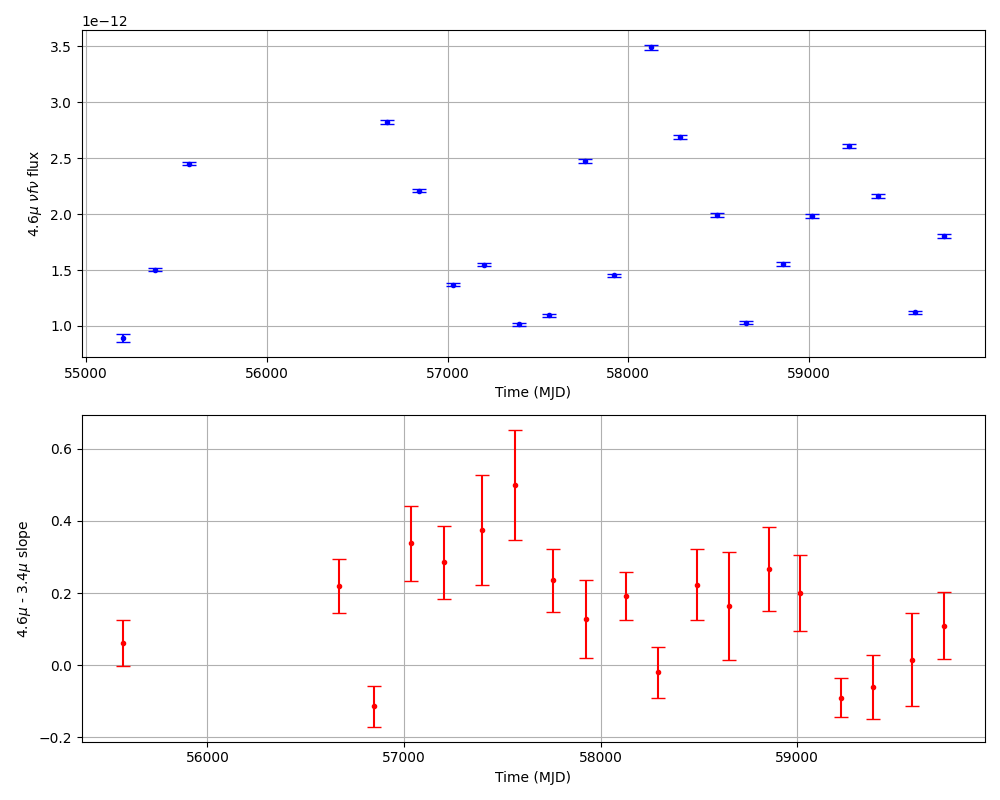 1e−12
3.5
3.0
2.5
2.0
1.5
1.0
4.6μ νfν flux
55000 56000 57000 58000 59000
Time (MJD)
0.6
0.4
0.2
0.0
−0.2
4.6μ - 3.4μ slope
56000 57000 58000 59000
Time (MJD)